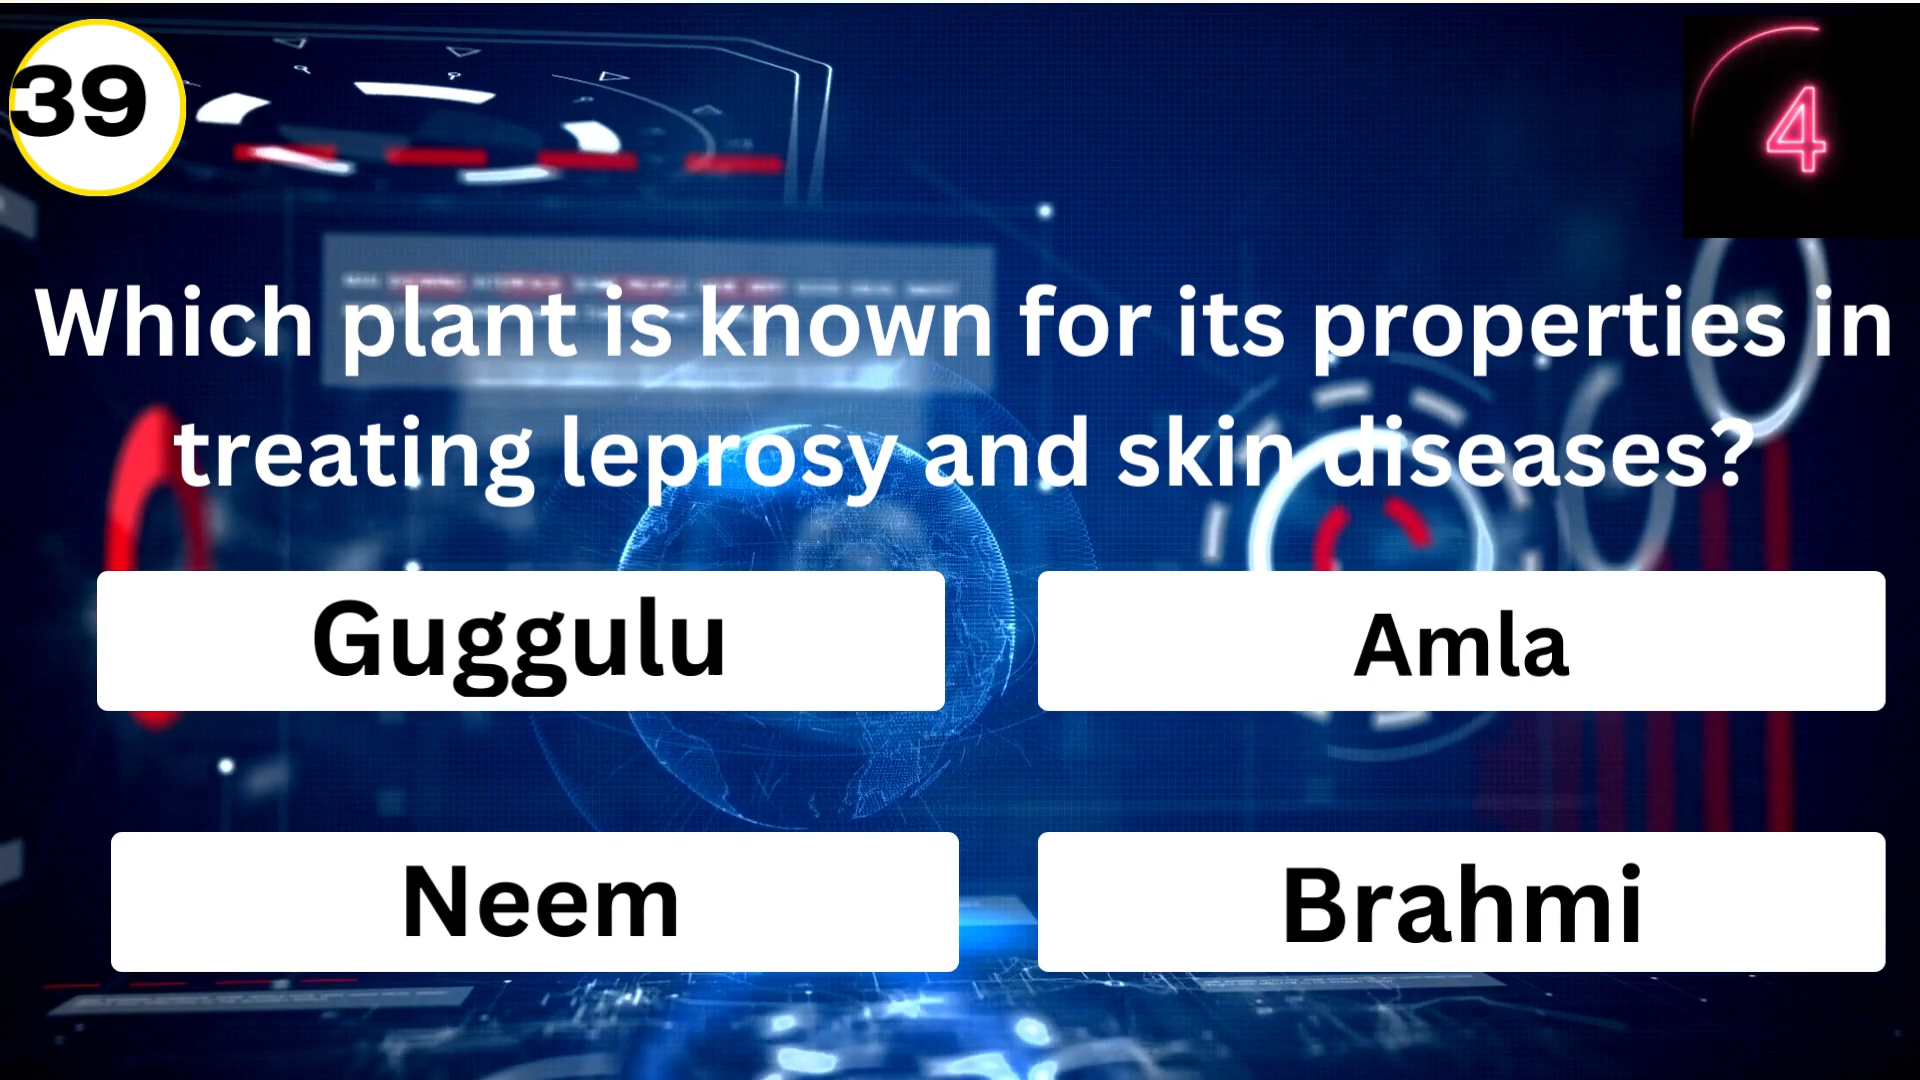 39
4
Which plant is known for its properties in
treating leprosy and skin diseases?
Guggulu
Amla
Neem
Brahmi